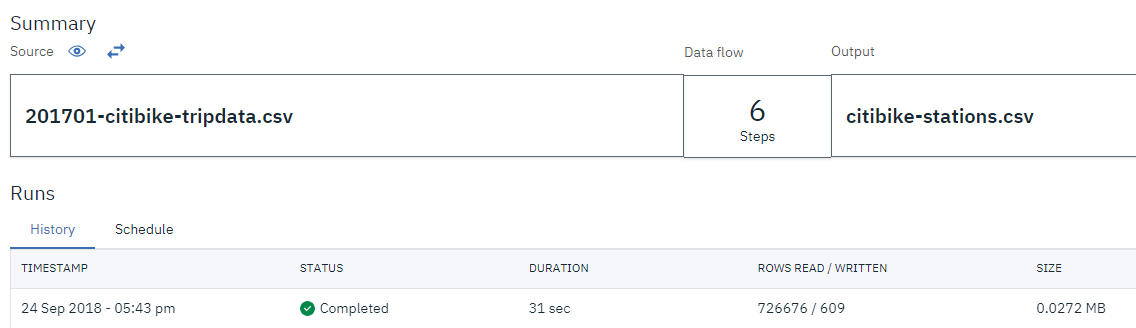 Summary
Source
Data flow
Output
201701-citibike-tripdata.csv
6
Steps
citibike-stations.csv
Runs
History
Schedule
TIMESTAMP STATUS DURATION ROWS READ / WRITTEN SIZE
24 Sep 2018 - 05:43 pm Completed 31 sec 726676 / 609 0.0272 MB